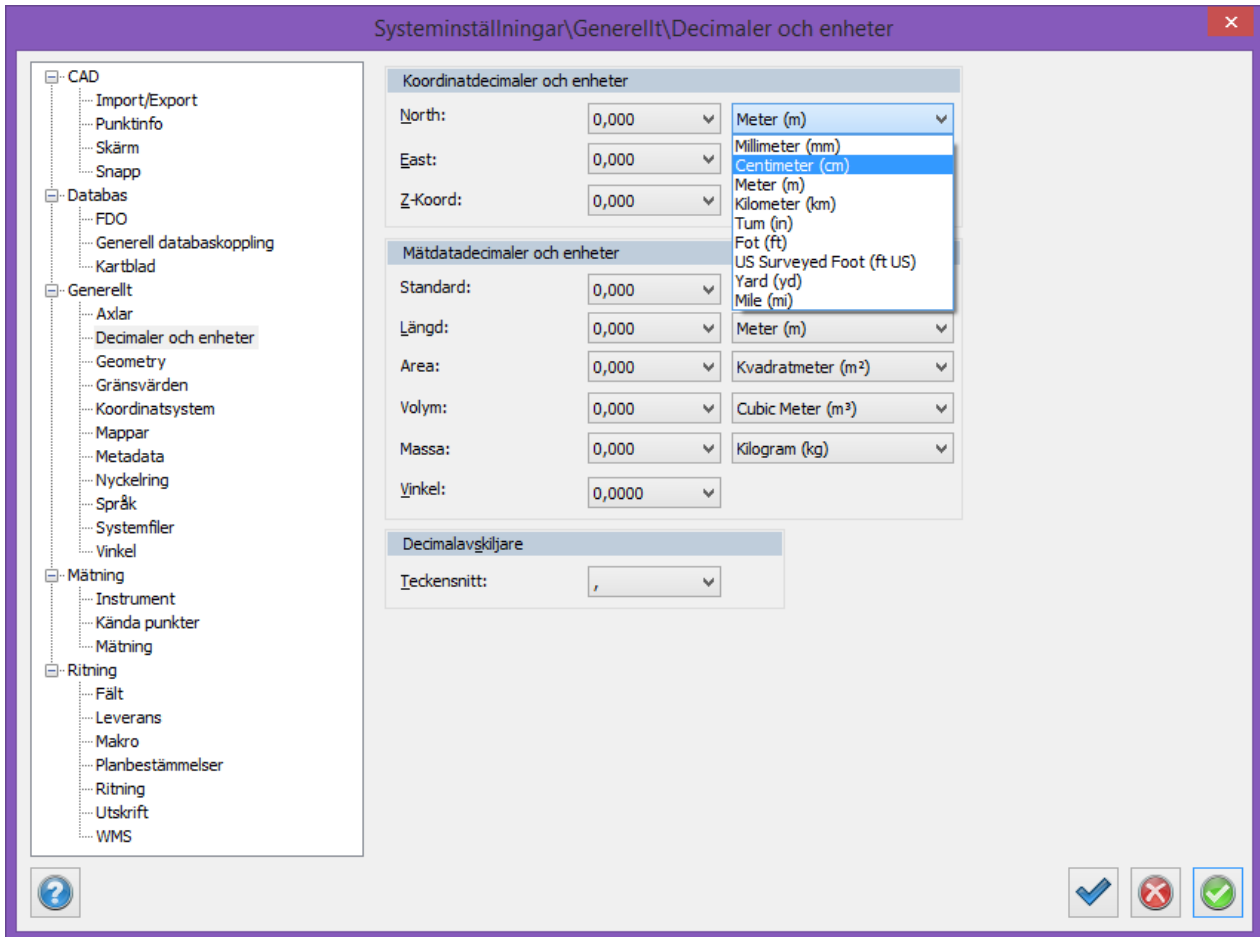 Systeminställningar\Generellt\Decimaler och enheter
CAD
Import/Export
Punktinfo
Skärm
Snapp
Databas
FDO
Generell databaskoppling
Kartblad
Generellt
Axlar
Decimaler och enheter
Geometry
Gränsvärden
Koordinatsystem
Mappar
Metadata
Nyckelring
Språk
Systemfiler
Vinkel
Mätning
Instrument
Kända punkter
Mätning
Ritning
Fält
Leverans
Makro
Planbestämmelser
Ritning
Utskrift
WMS
Koordinatdecimaler och enheter
North: 0,000 Meter (m)
East: 0,000
Z-Koord: 0,000
Millimeter (mm)
Centimeter (cm)
Meter (m)
Kilometer (km)
Tum (in)
Fot (ft)
US Surveyed Foot (ft US)
Yard (yd)
Mile (mi)
Mätdatadecimaler och enheter
Standard: 0,000
Längd: 0,000 Meter (m)
Area: 0,000 Kvadratmeter (m²)
Volym: 0,000 Cubic Meter (m³)
Massa: 0,000 Kilogram (kg)
Vinkel: 0,0000
Decimalavskiljare
Teckensnitt: ,